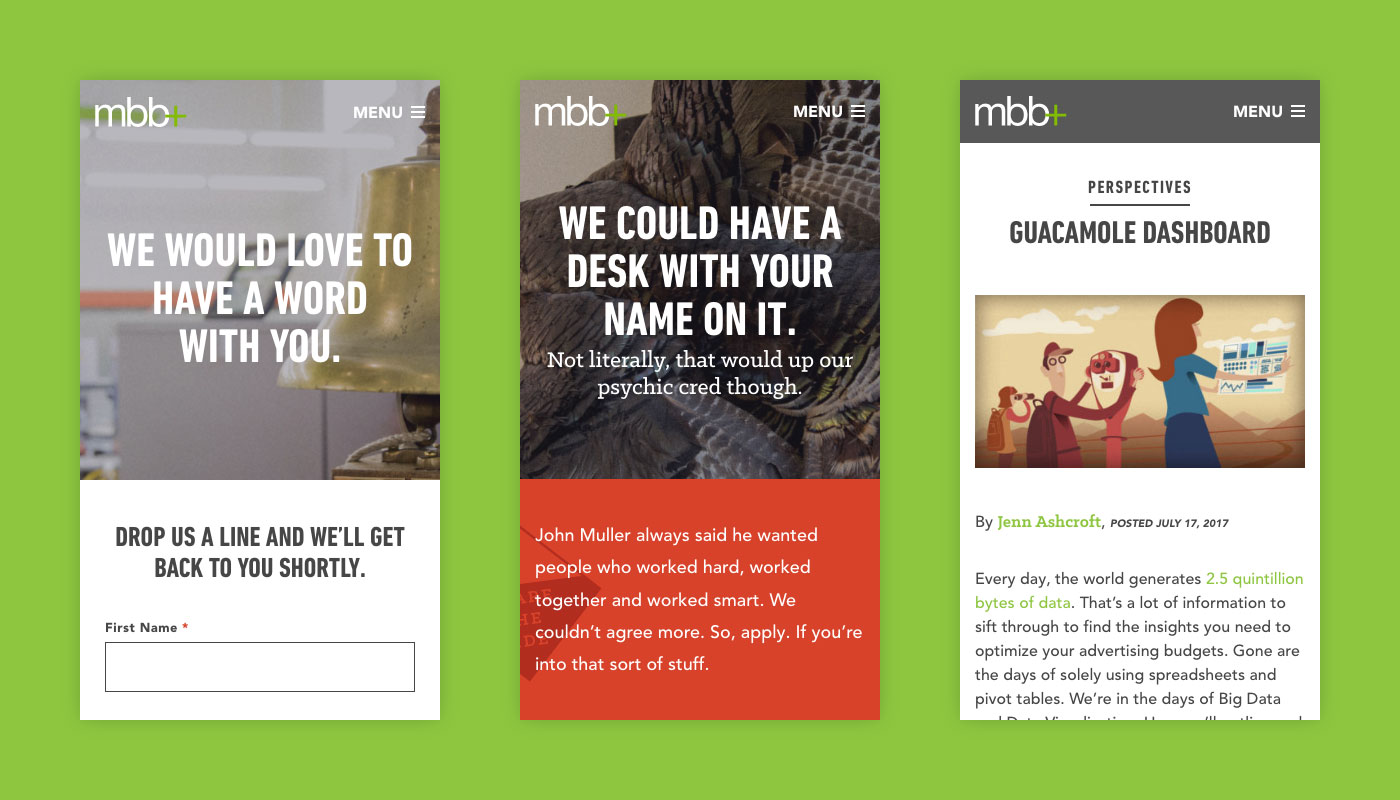 mbb+
MENU
WE WOULD LOVE TO
HAVE A WORD
WITH YOU.
DROP US A LINE AND WE'LL GET
BACK TO YOU SHORTLY.
First Name *
mbb+
MENU
WE COULD HAVE A
DESK WITH YOUR
NAME ON IT.
Not literally, that would up our
psychic cred though.
John Muller always said he wanted
people who worked hard, worked
together and worked smart. We
couldn't agree more. So, apply. If you're
into that sort of stuff.
mbb+
MENU
PERSPECTIVES
GUACAMOLE DASHBOARD
By Jenn Ashcroft, POSTED JULY 17, 2017
Every day, the world generates 2.5 quintillion
bytes of data. That's a lot of information to
sift through to find the insights you need to
optimize your advertising budgets. Gone are
the days of solely using spreadsheets and
pivot tables. We're in the days of Big Data